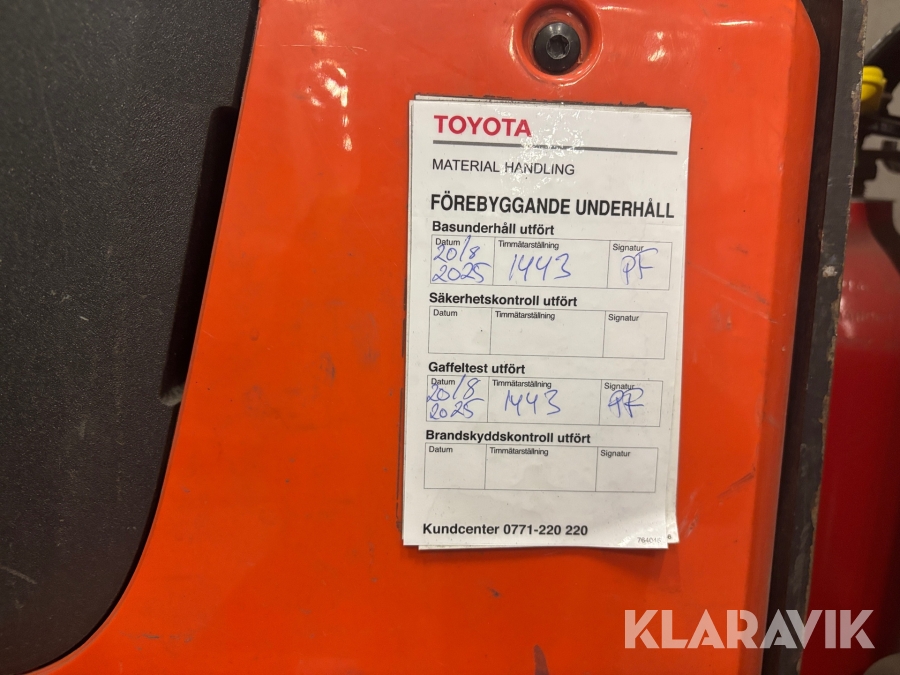 TOYOTA
MATERIAL HANDLING
FÖREBYGGANDE UNDERHÅLL
Basunderhåll utfört
Datum Timmätarställning Signatur
20/8 2025 1443 PF
Säkerhetskontroll utfört
Datum Timmätarställning Signatur
Gaffeltest utfört
Datum Timmätarställning Signatur
20/8 2025 1443 PF
Brandskyddskontroll utfört
Datum Timmätarställning Signatur
Kundcenter 0771-220 220
KLARAVIK